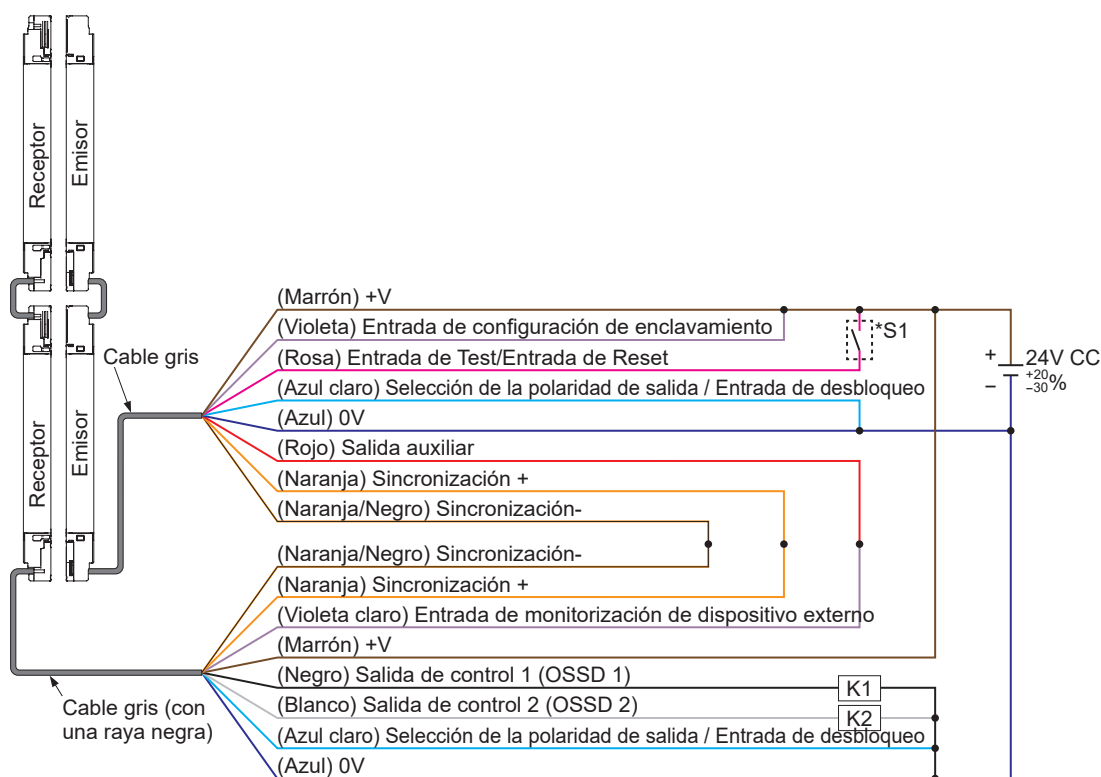 Receptor
Emisor
Receptor
Emisor
Cable gris
(Marrón) +V
(Violeta) Entrada de configuración de enclavamiento
*S1
(Rosa) Entrada de Test/Entrada de Reset
+
24V CC
+20
−30%
−
(Azul claro) Selección de la polaridad de salida / Entrada de desbloqueo
(Azul) 0V
(Rojo) Salida auxiliar
(Naranja) Sincronización +
(Naranja/Negro) Sincronización-
(Naranja/Negro) Sincronización-
(Naranja) Sincronización +
(Violeta claro) Entrada de monitorización de dispositivo externo
(Marrón) +V
(Negro) Salida de control 1 (OSSD 1)
K1
(Blanco) Salida de control 2 (OSSD 2)
K2
(Azul claro) Selección de la polaridad de salida / Entrada de desbloqueo
(Azul) 0V
Cable gris (con
una raya negra)